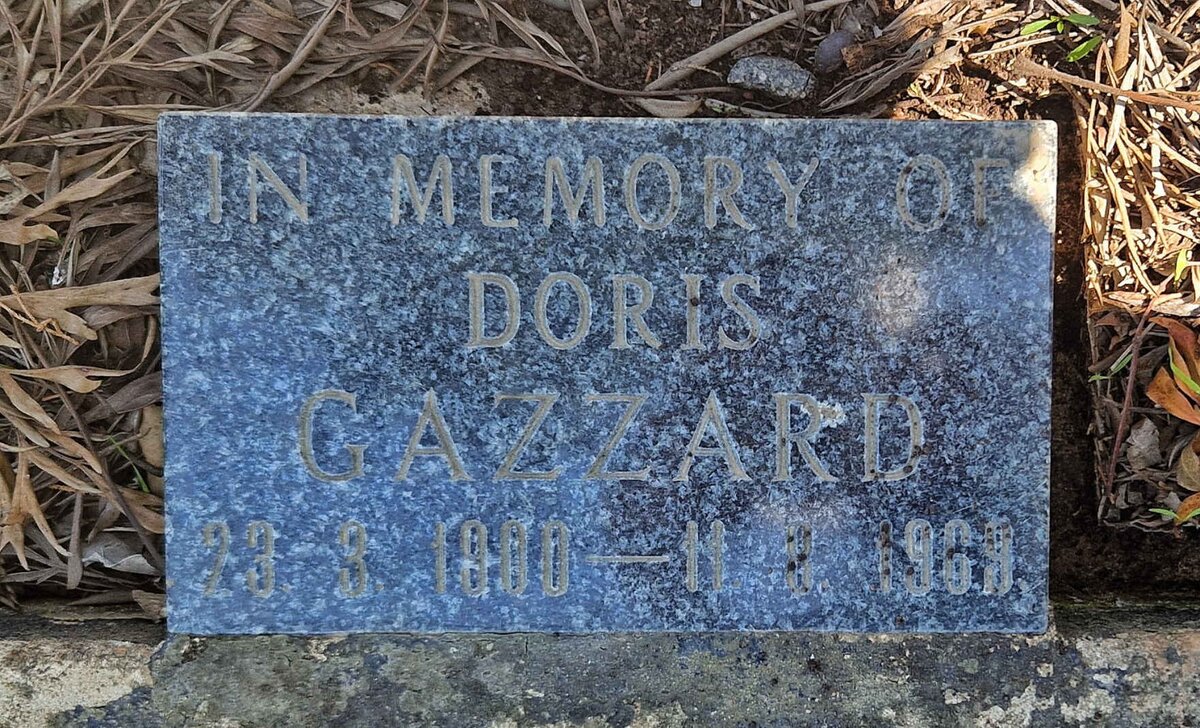 IN MEMORY OF
DORIS
GAZZARD
23. 3. 1900—11. 8. 1969.